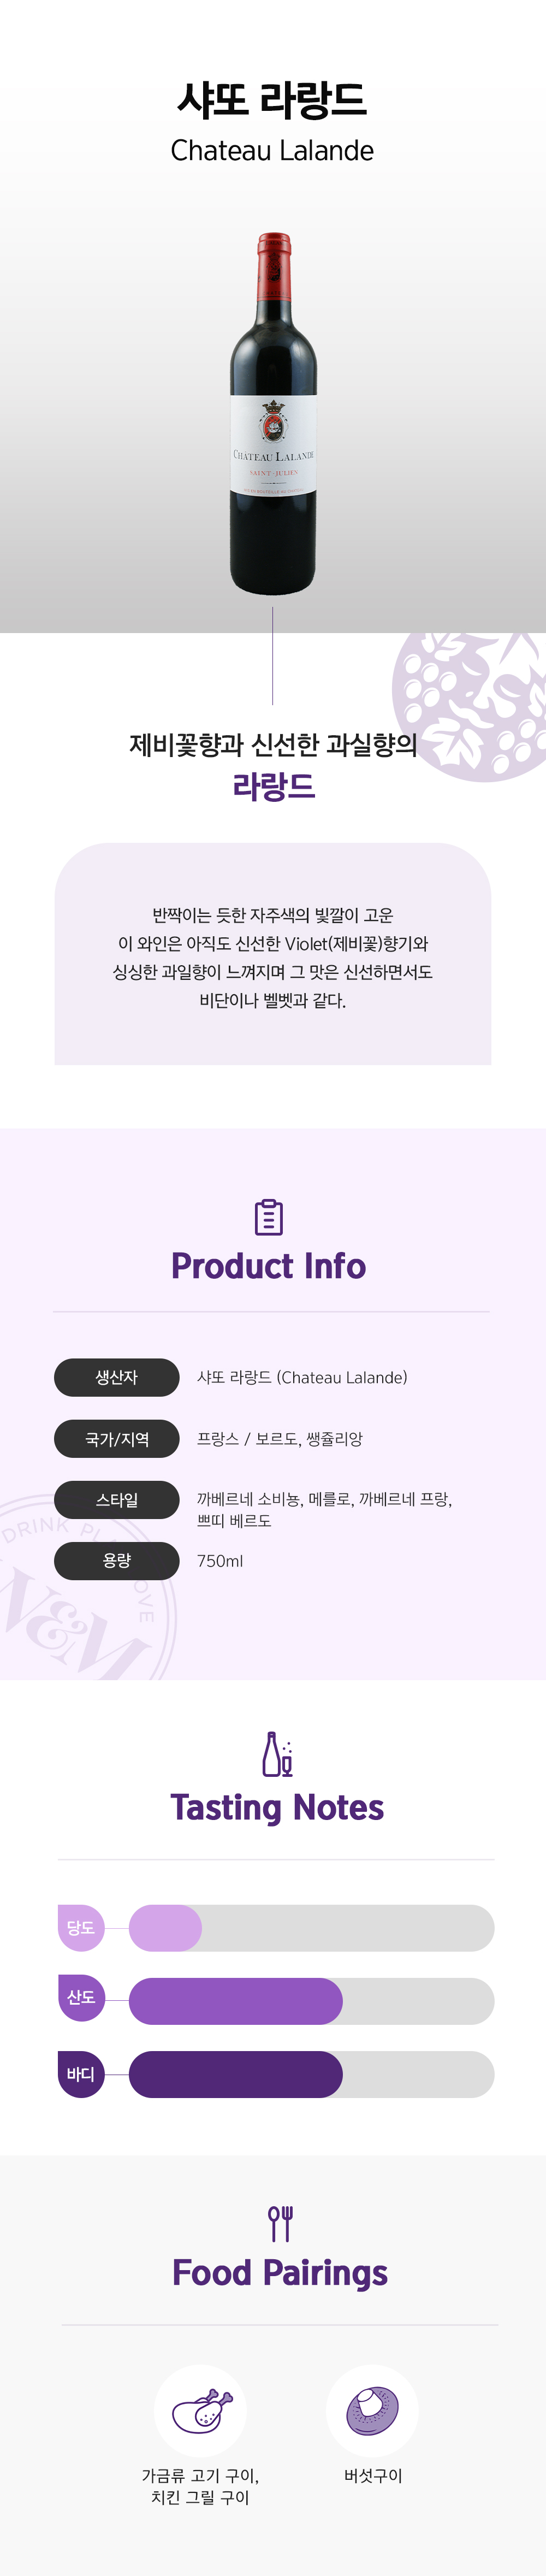 샤또 라랑드
Chateau Lalande
CHÂTEAU LALANDE
SAINT-JULIEN
제비꽃향과 신선한 과실향의
라랑드
반짝이는 듯한 자주색의 빛깔이 고운
이 와인은 아직도 신선한 Violet(제비꽃)향기와
싱싱한 과일향이 느껴지며 그 맛은 신선하면서도
비단이나 벨벳과 같다.
Product Info
생산자 샤또 라랑드 (Chateau Lalande)
국가/지역 프랑스 / 보르도, 쌩쥴리앙
스타일 까베르네 소비뇽, 메를로, 까베르네 프랑,
쁘띠 베르도
용량 750ml
DRINK
W&M
Tasting Notes
당도
산도
바디
Food Pairings
가금류 고기 구이,
치킨 그릴 구이
버섯구이